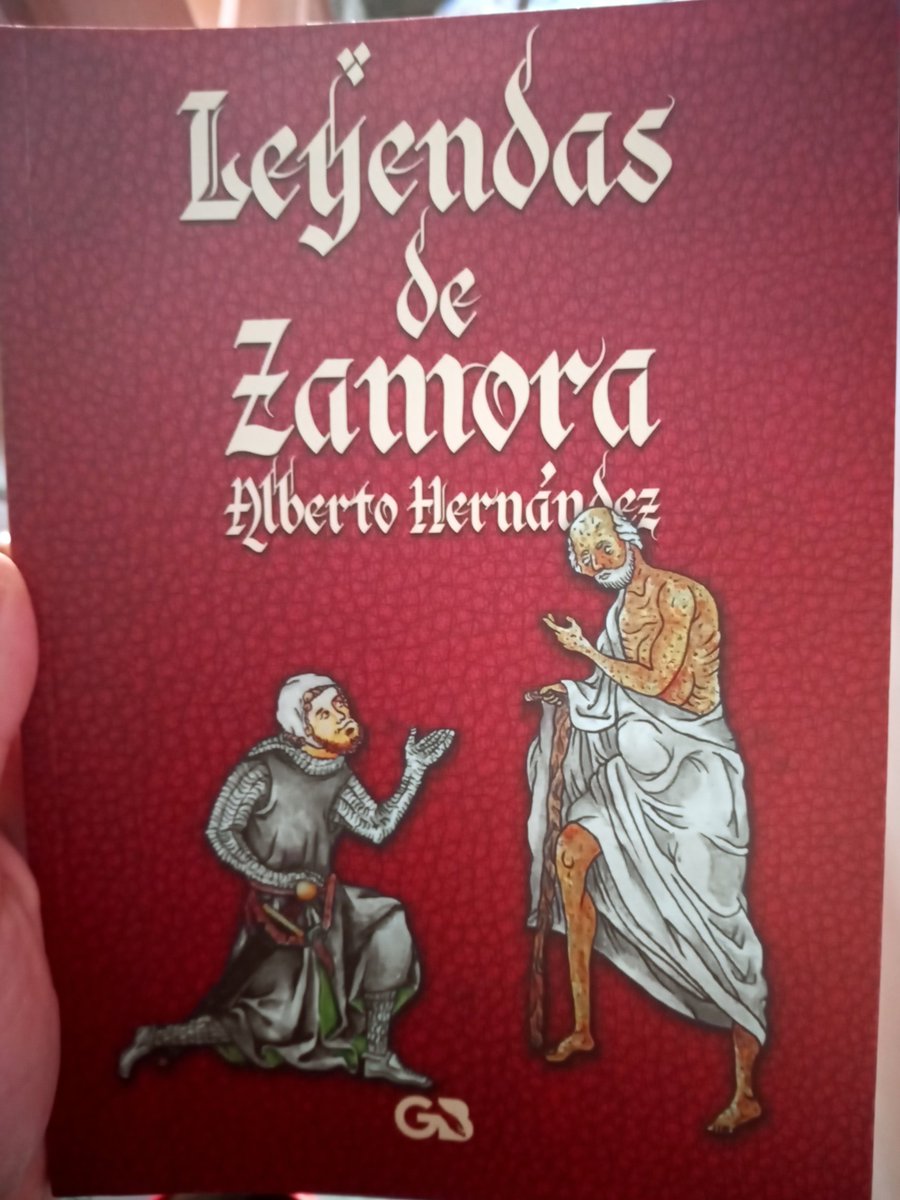 Leyendas
de
Zamora
Alberto Hernández
GB